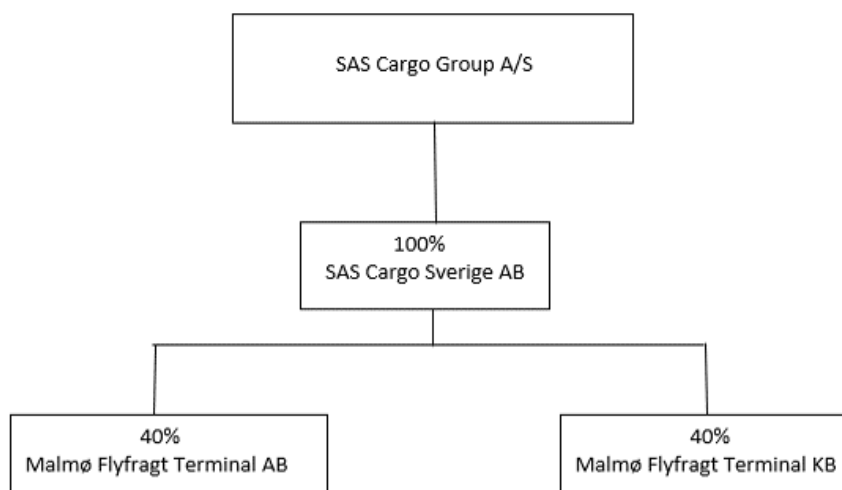 SAS Cargo Group A/S
100%
SAS Cargo Sverige AB
40%
Malmø Flyfragt Terminal AB
40%
Malmø Flyfragt Terminal KB